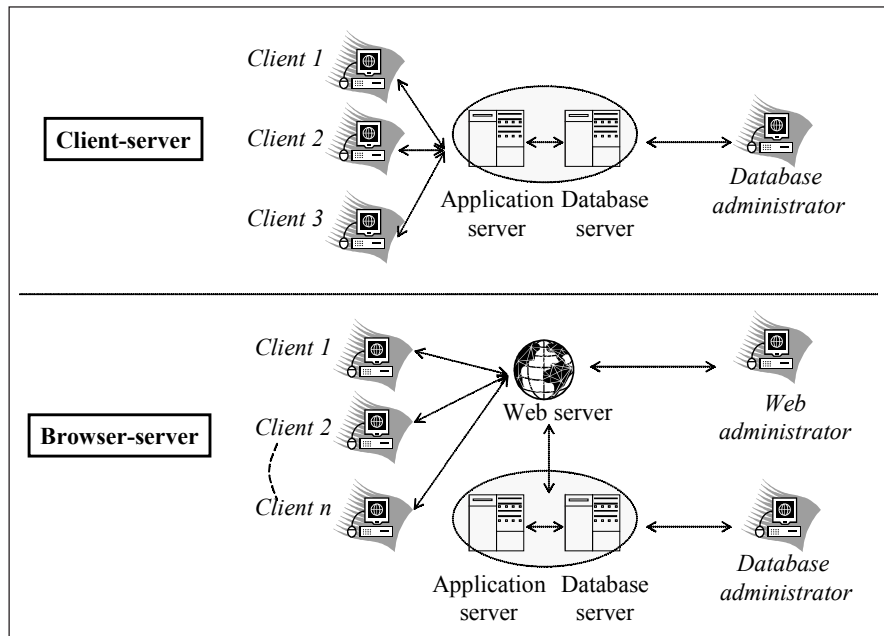 Client 1
Client 2
Client 3
Client-server
Application server
Database server
Database
administrator
Client 1
Client 2
Client n
Browser-server
Web server
Web
administrator
Application
server
Database
server
Database
administrator